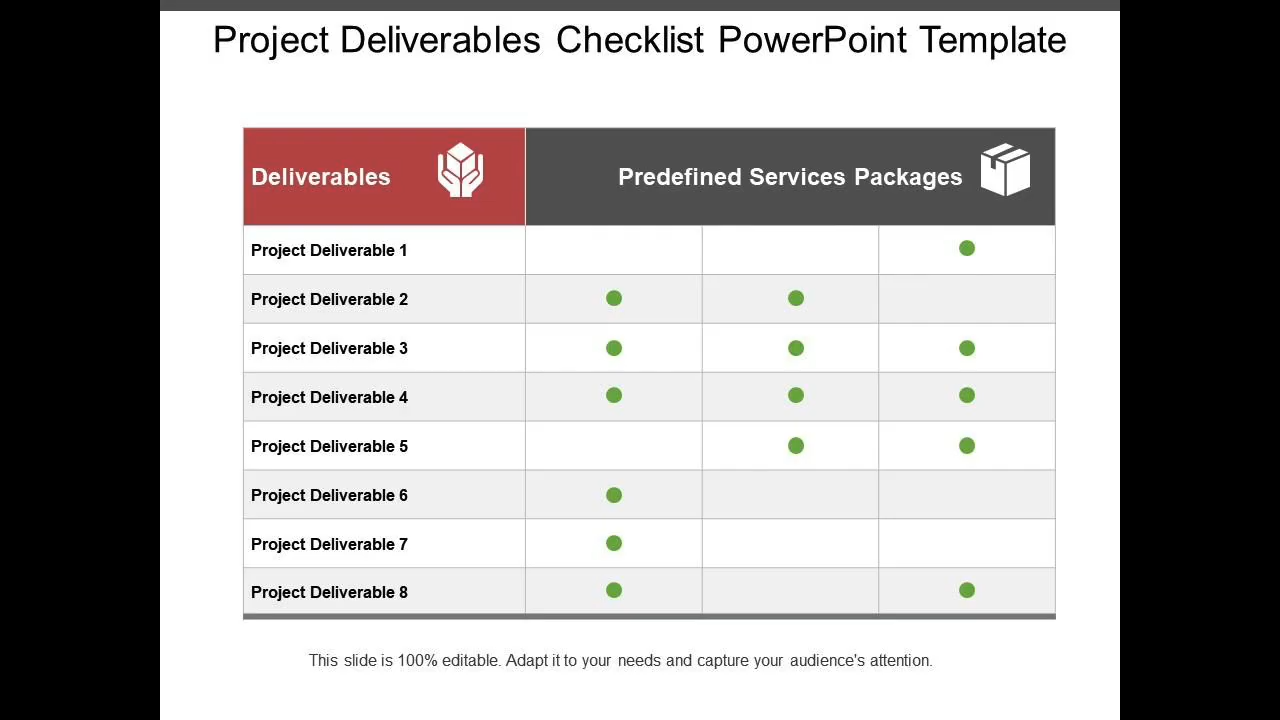 Project Deliverables Checklist PowerPoint Template
Deliverables
Predefined Services Packages
Project Deliverable 1
Project Deliverable 2
Project Deliverable 3
Project Deliverable 4
Project Deliverable 5
Project Deliverable 6
Project Deliverable 7
Project Deliverable 8
This slide is 100% editable. Adapt it to your needs and capture your audience's attention.